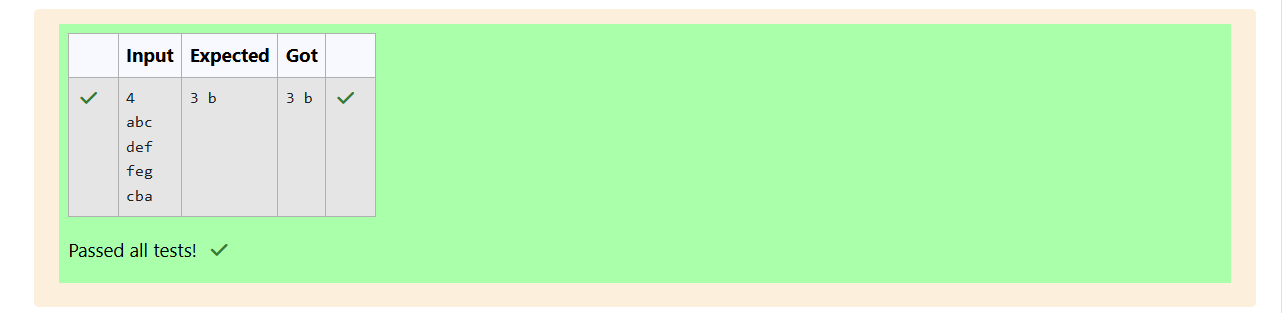 Input Expected Got
4 3 b 3 b
abc
def
feg
cba
Passed all tests!